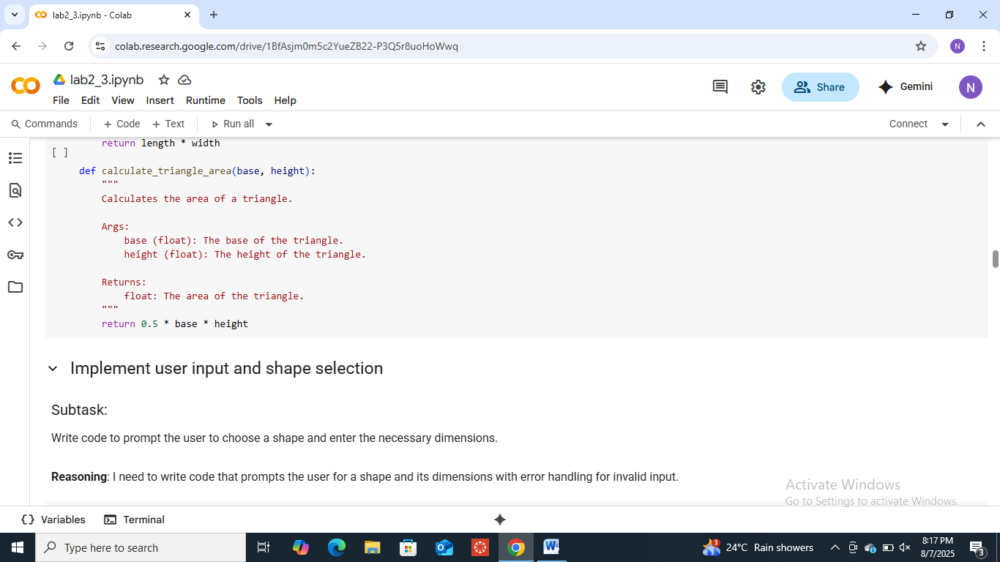 lab2_3.ipynb - Colab
colab.research.google.com/drive/1BfAsjm0m5c2YueZB22-P3Q5r8uoHoWwq
N
lab2_3.ipynb
File Edit View Insert Runtime Tools Help
Share
Gemini
N
Commands + Code + Text Run all
Connect
return length * width
[ ]
def calculate_triangle_area(base, height):
"""
Calculates the area of a triangle.
Args:
base (float): The base of the triangle.
height (float): The height of the triangle.
Returns:
float: The area of the triangle.
"""
return 0.5 * base * height
Implement user input and shape selection
Subtask:
Write code to prompt the user to choose a shape and enter the necessary dimensions.
Reasoning: I need to write code that prompts the user for a shape and its dimensions with error handling for invalid input.
Activate Windows
Go to Settings to activate Windows.
Variables Terminal
Type here to search
3
24°C Rain showers
8:17 PM
8/7/2025
3